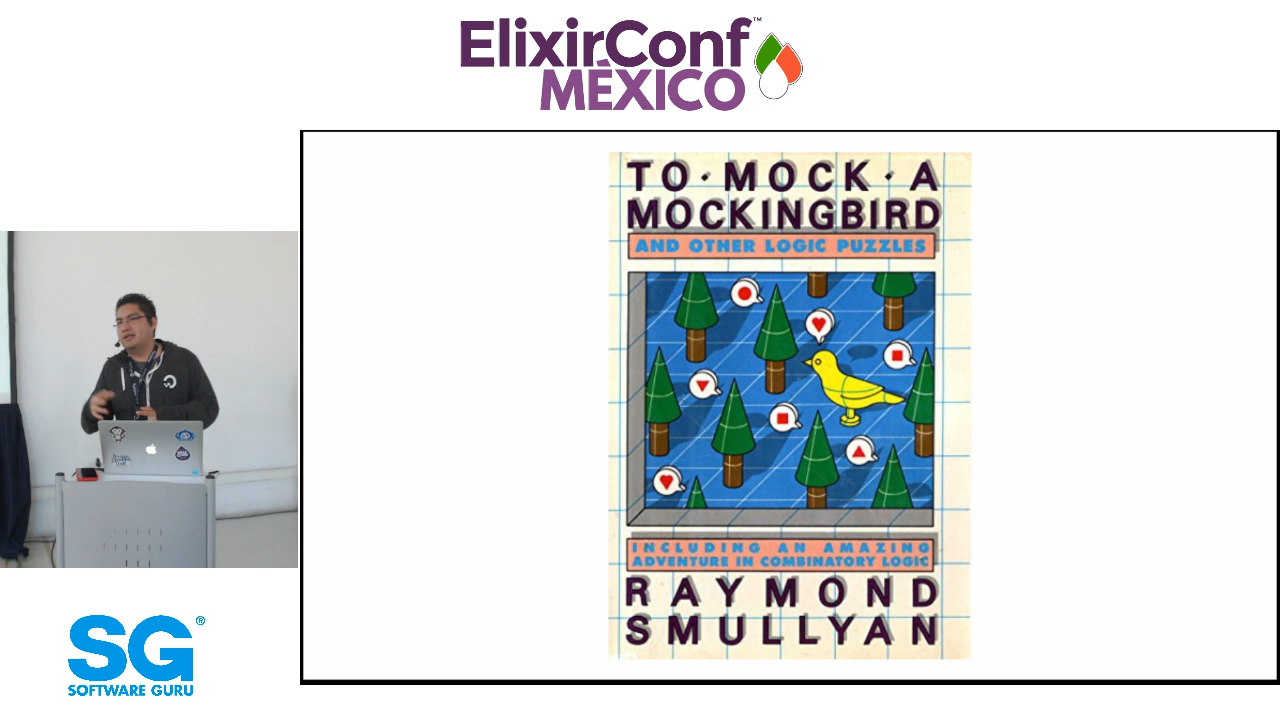 ElixirConf™
MÉXICO
TO·MOCK·A
MOCKINGBIRD
AND OTHER LOGIC PUZZLES
INCLUDING AN AMAZING
ADVENTURE IN COMBINATORY LOGIC
RAYMOND
SMULLYAN
SG®
SOFTWARE GURU